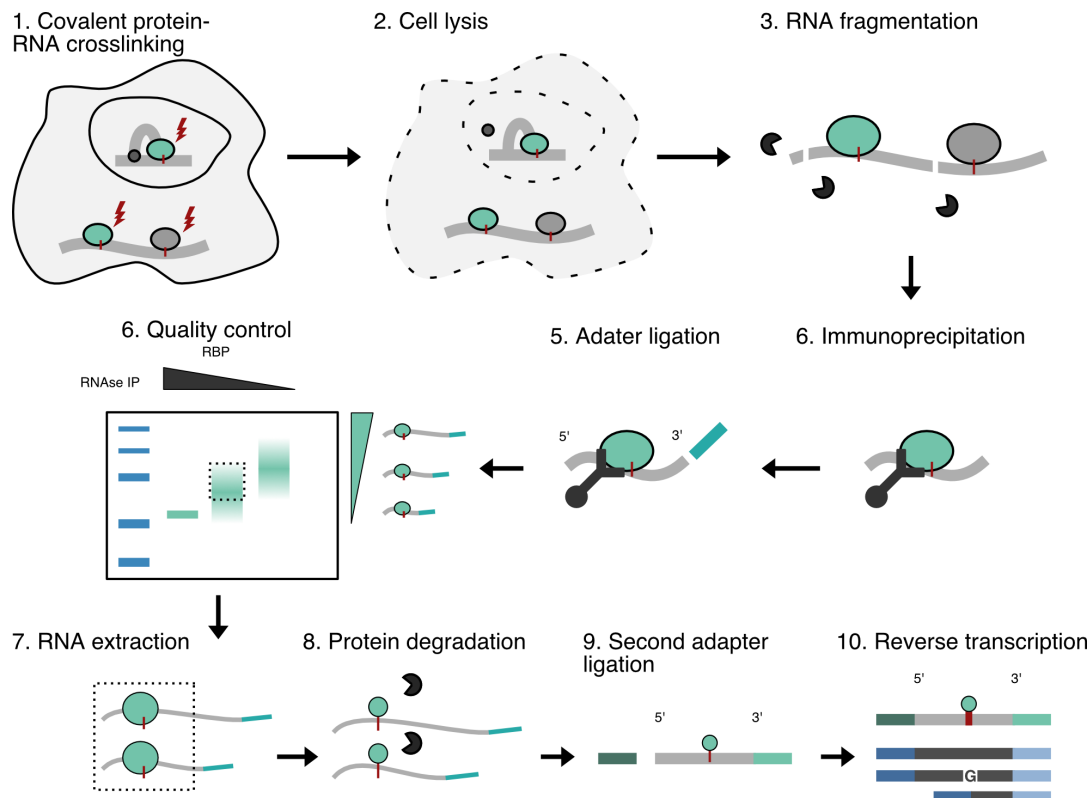 1. Covalent protein-
RNA crosslinking
2. Cell lysis
3. RNA fragmentation
6. Quality control
RBP
RNAse IP
5. Adater ligation
5'
3'
6. Immunoprecipitation
7. RNA extraction
8. Protein degradation
9. Second adapter
ligation
5'
3'
10. Reverse transcription
5'
3'
G